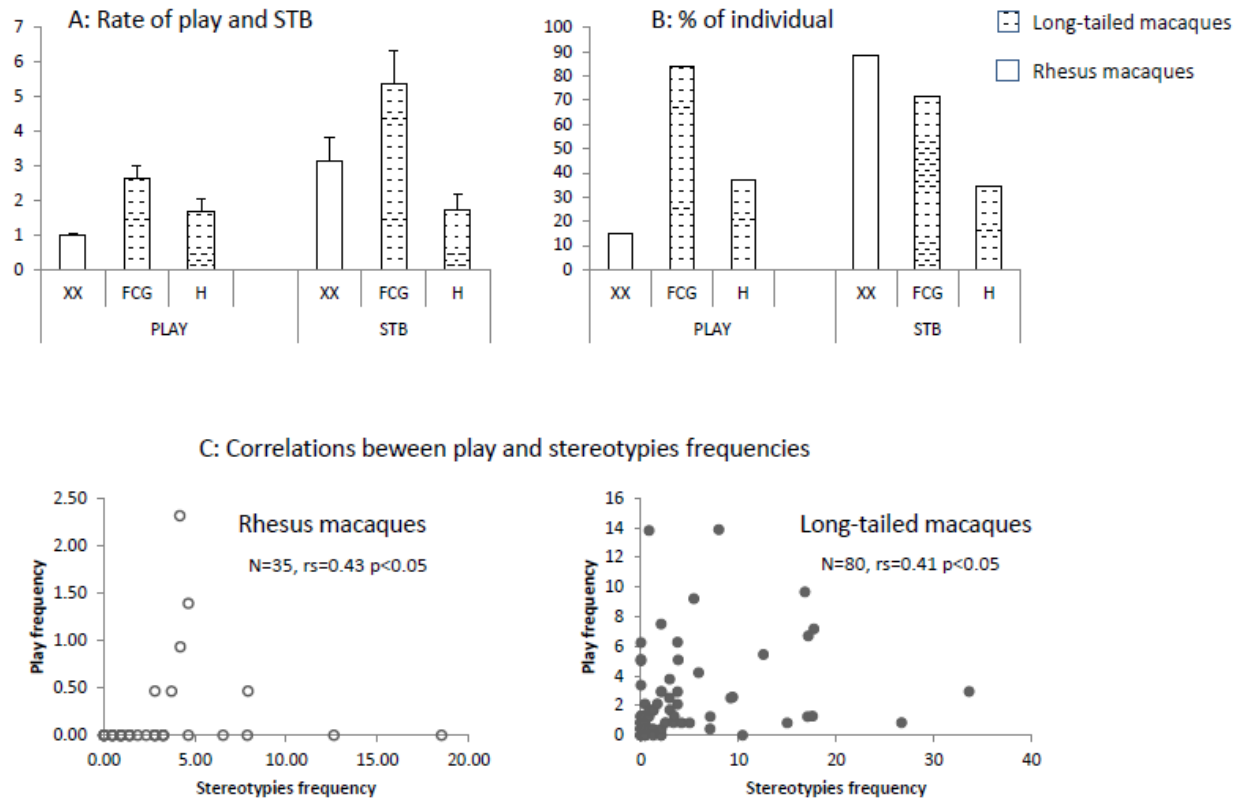 A: Rate of play and STB
7
6
5
4
3
2
1
0
XX FCG H XX FCG H
PLAY STB
B: % of individual
100
90
80
70
60
50
40
30
20
10
0
XX FCG H XX FCG H
PLAY STB
Long-tailed macaques
Rhesus macaques
C: Correlations beween play and stereotypies frequencies
Rhesus macaques
N=35, rs=0.43 p<0.05
Play frequency
2.50
2.00
1.50
1.00
0.50
0.00
0.00 5.00 10.00 15.00 20.00
Stereotypies frequency
Long-tailed macaques
N=80, rs=0.41 p<0.05
Play frequency
16
14
12
10
8
6
4
2
0
0 10 20 30 40
Stereotypies frequency